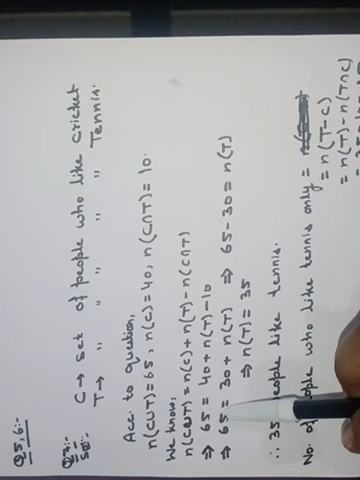 Q5,6:-
Q7:-
Sol:-
C → set of people who like cricket
T → " " " " " Tennis.
Acc. to question,
n(C∪T)=65, n(C)=40, n(C∩T)=10.
We know,
n(C∪T)=n(C)+n(T)-n(C∩T)
⇒ 65 = 40+n(T)-10
⇒ 65 = 30+n(T) ⇒ 65-30 = n(T)
⇒ n(T) = 35
∴ 35 people like tennis.
No. of people who like tennis only =
= n(T-C)
= n(T)-n(T∩C)